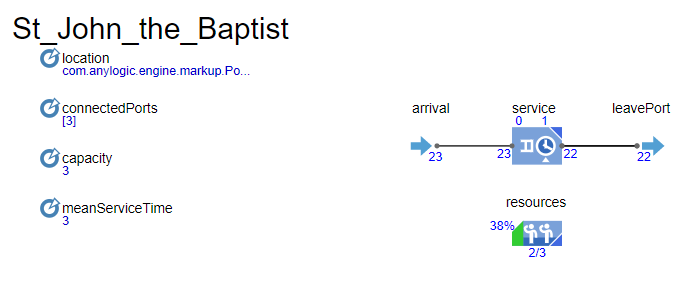 St_John_the_Baptist
location
com.anylogic.engine.markup.Po...
connectedPorts
[3]
capacity
3
meanServiceTime
3
arrival
service
leavePort
0
1
23
23
22
22
resources
38%
2/3